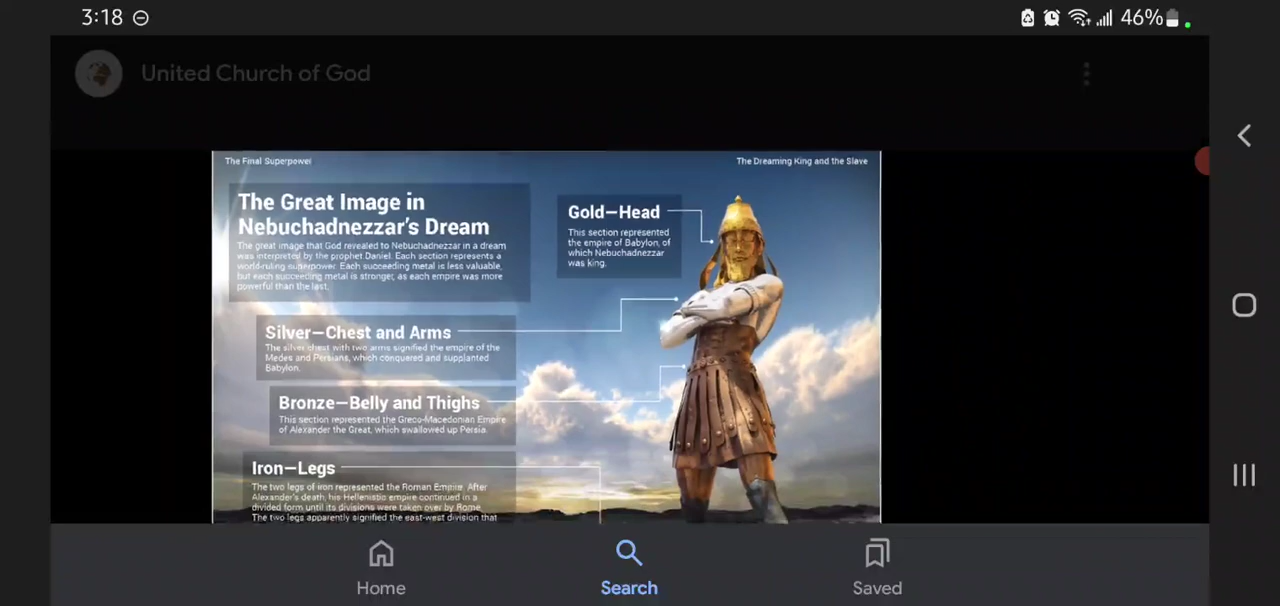 3:18
46%
United Church of God
The Final Superpower
The Dreaming King and the Slave
The Great Image in
Nebuchadnezzar's Dream
The great image that God revealed to Nebuchadnezzar in a dream
was interpreted by the prophet Daniel. Each section represents a
world-ruling superpower. Each succeeding metal is less valuable,
but each succeeding metal is stronger, as each empire was more
powerful than the last.
Gold—Head
This section represented
the empire of Babylon, of
which Nebuchadnezzar
was king.
Silver—Chest and Arms
The silver chest with two arms signified the empire of the
Medes and Persians, which conquered and supplanted
Babylon.
Bronze—Belly and Thighs
This section represented the Greco-Macedonian Empire
of Alexander the Great, which swallowed up Persia.
Iron—Legs
The two legs of iron represented the Roman Empire. After
Alexander's death, his Hellenistic empire continued in a
divided form until its divisions were taken over by Rome.
The two legs apparently signified the east-west division that
Home
Search
Saved